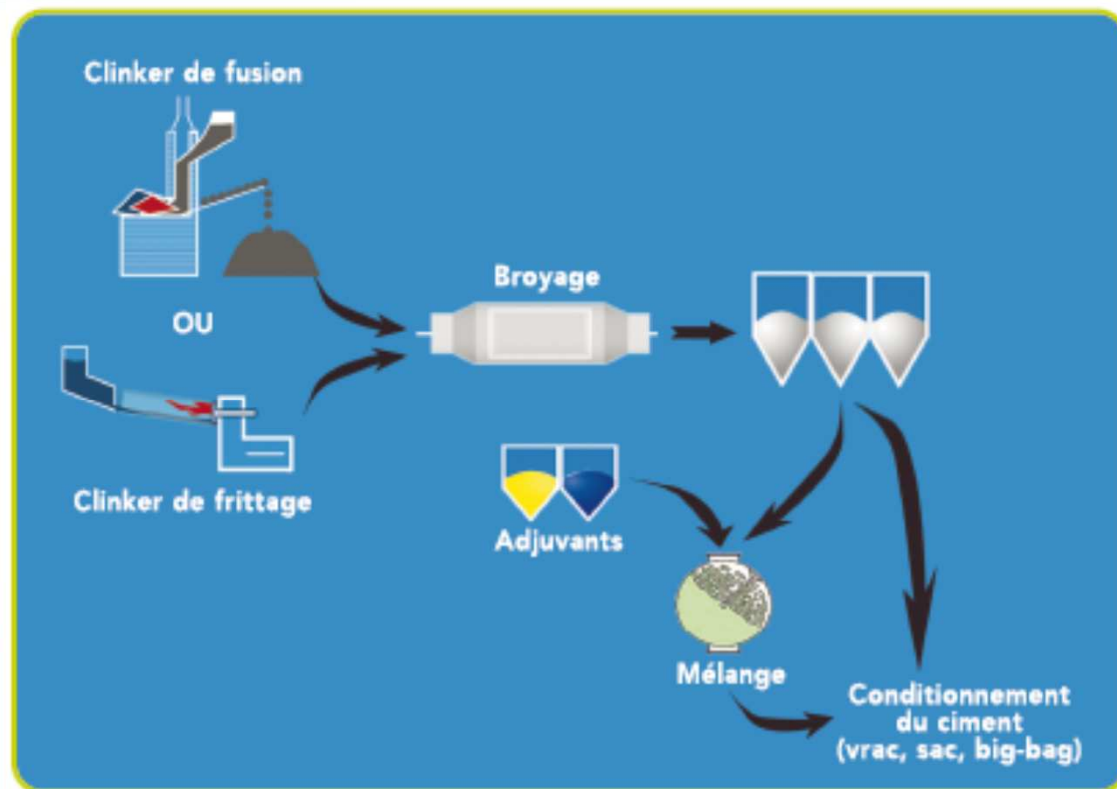 Clinker de fusion
OU
Clinker de frittage
Broyage
Adjuvants
Mélange
Conditionnement
du ciment
(vrac, sac, big-bag)